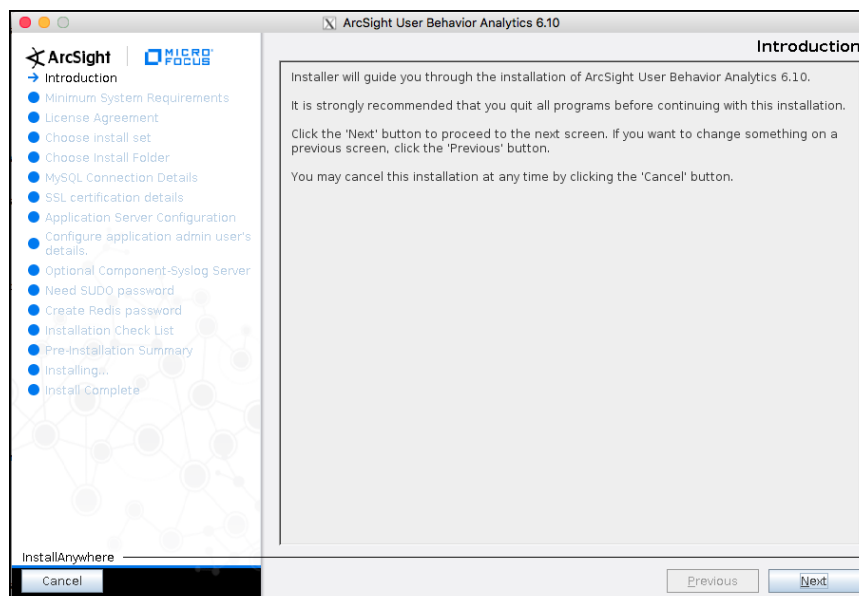 ArcSight User Behavior Analytics 6.10
ArcSight
MICRO
FOCUS
Introduction
Introduction
Minimum System Requirements
License Agreement
Choose install set
Choose Install Folder
MySQL Connection Details
SSL certification details
Application Server Configuration
Configure application admin user's
details.
Optional Component-Syslog Server
Need SUDO password
Create Redis password
Installation Check List
Pre-Installation Summary
Installing...
Install Complete
Installer will guide you through the installation of ArcSight User Behavior Analytics 6.10.
It is strongly recommended that you quit all programs before continuing with this installation.
Click the 'Next' button to proceed to the next screen. If you want to change something on a
previous screen, click the 'Previous' button.
You may cancel this installation at any time by clicking the 'Cancel' button.
InstallAnywhere
Cancel
Previous
Next